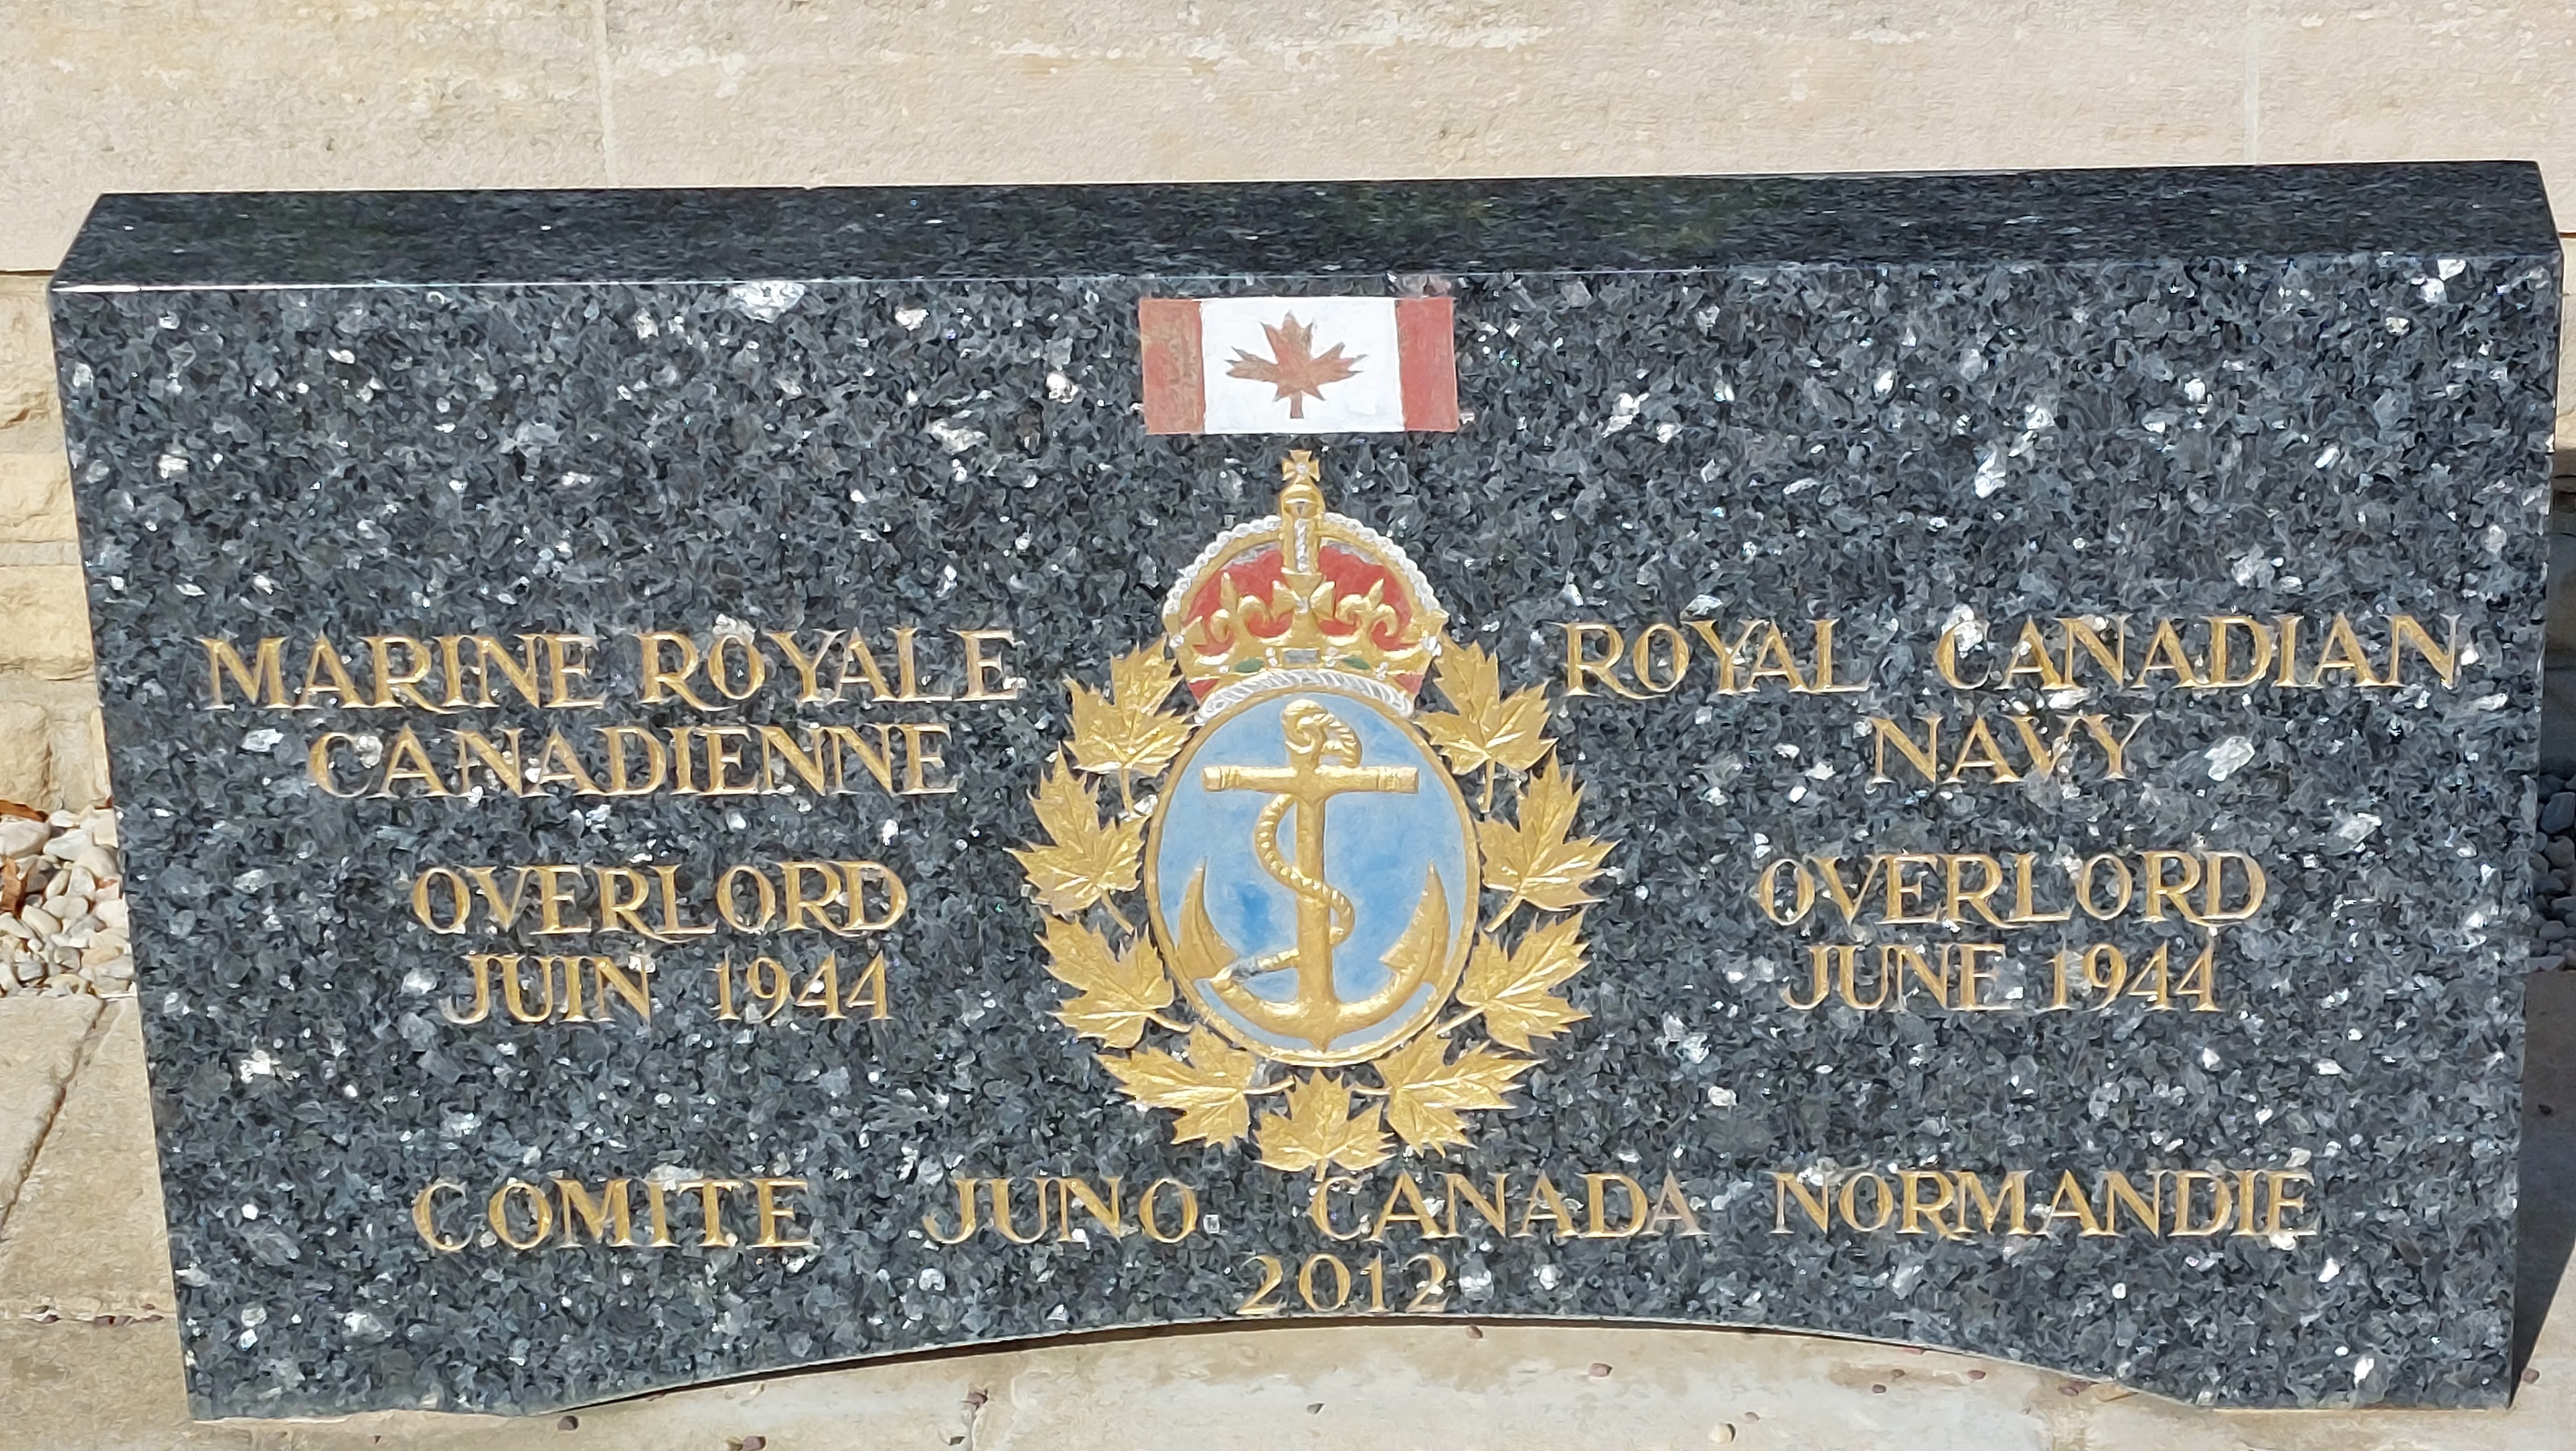 MARINE ROYALE
CANADIENNE
OVERLORD
JUIN 1944
ROYAL CANADIAN
NAVY
OVERLORD
JUNE 1944
COMITE JUNO CANADA NORMANDIE
2012